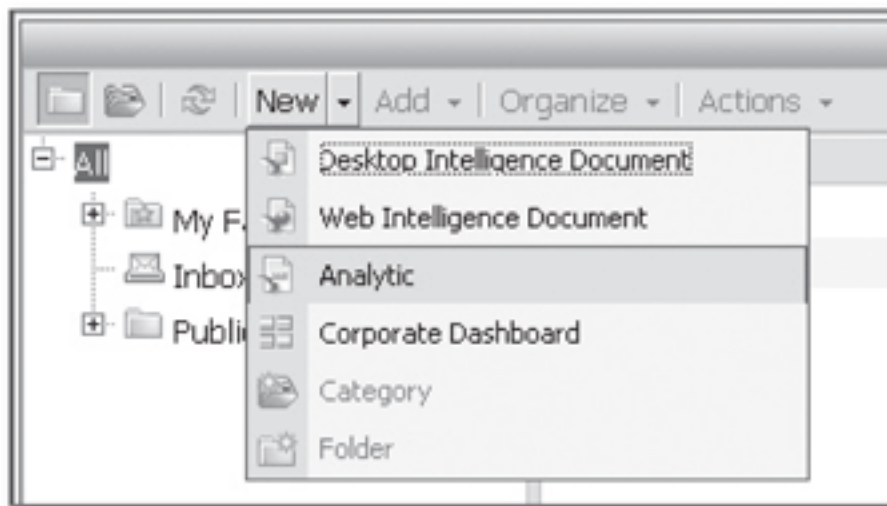 New Add Organize Actions
All
Desktop Intelligence Document
My F
Web Intelligence Document
Inbox
Analytic
Publi
Corporate Dashboard
Category
Folder